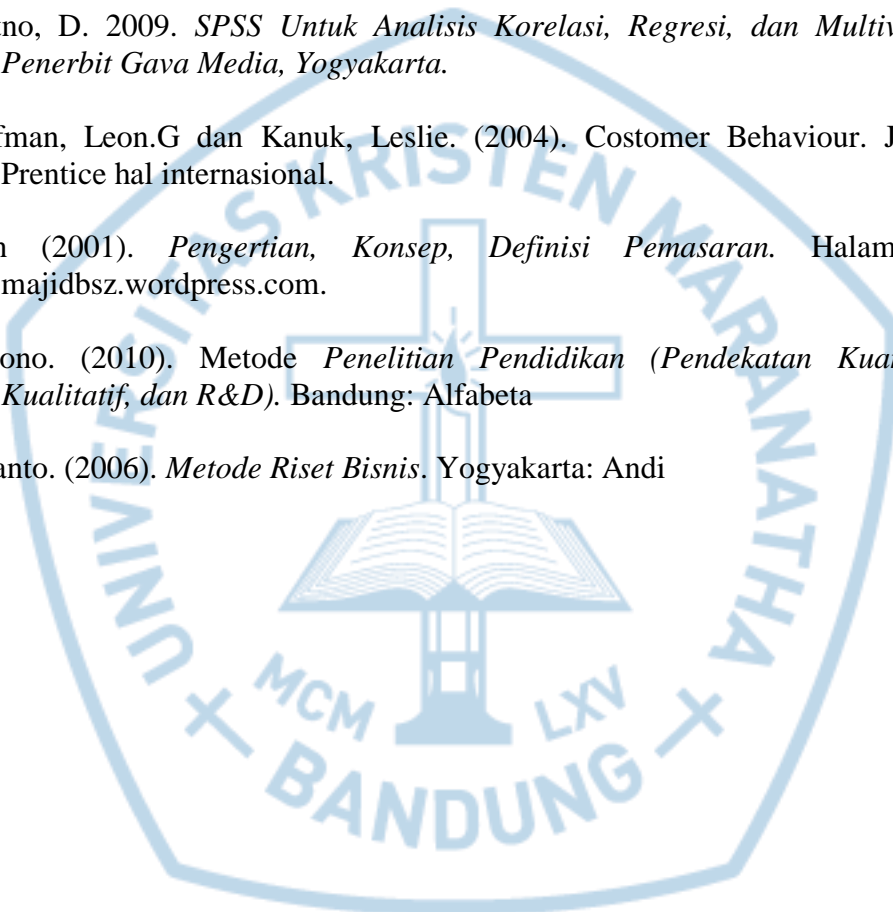 no, D. 2009. SPSS Untuk Analisis Korelasi, Regresi, dan Multiv
Penerbit Gava Media, Yogyakarta.
fman, Leon.G dan Kanuk, Leslie. (2004). Costomer Behaviour. J
Prentice hal internasional.
(2001). Pengertian, Konsep, Definisi Pemasaran. Halam
majidbsz.wordpress.com.
ono. (2010). Metode Penelitian Pendidikan (Pendekatan Kuan
Kualitatif, dan R&D). Bandung: Alfabeta
anto. (2006). Metode Riset Bisnis. Yogyakarta: Andi
UNIVERSITAS KRISTEN MARANATHA
MCM LXV
BANDUNG